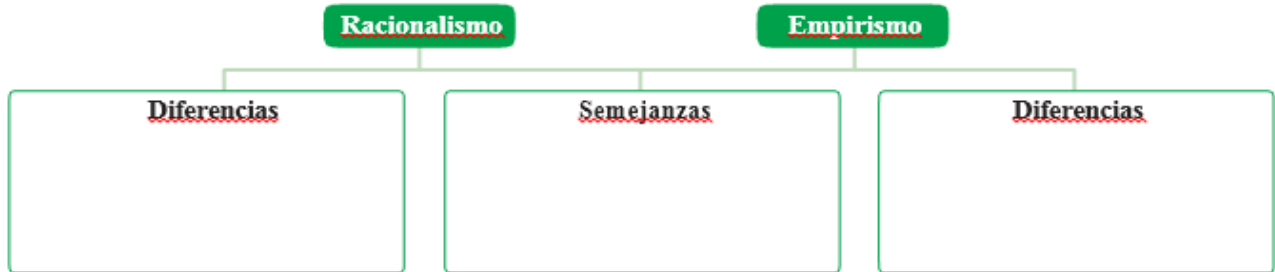 Racionalismo
Empirismo
Diferencias
Semejanzas
Diferencias